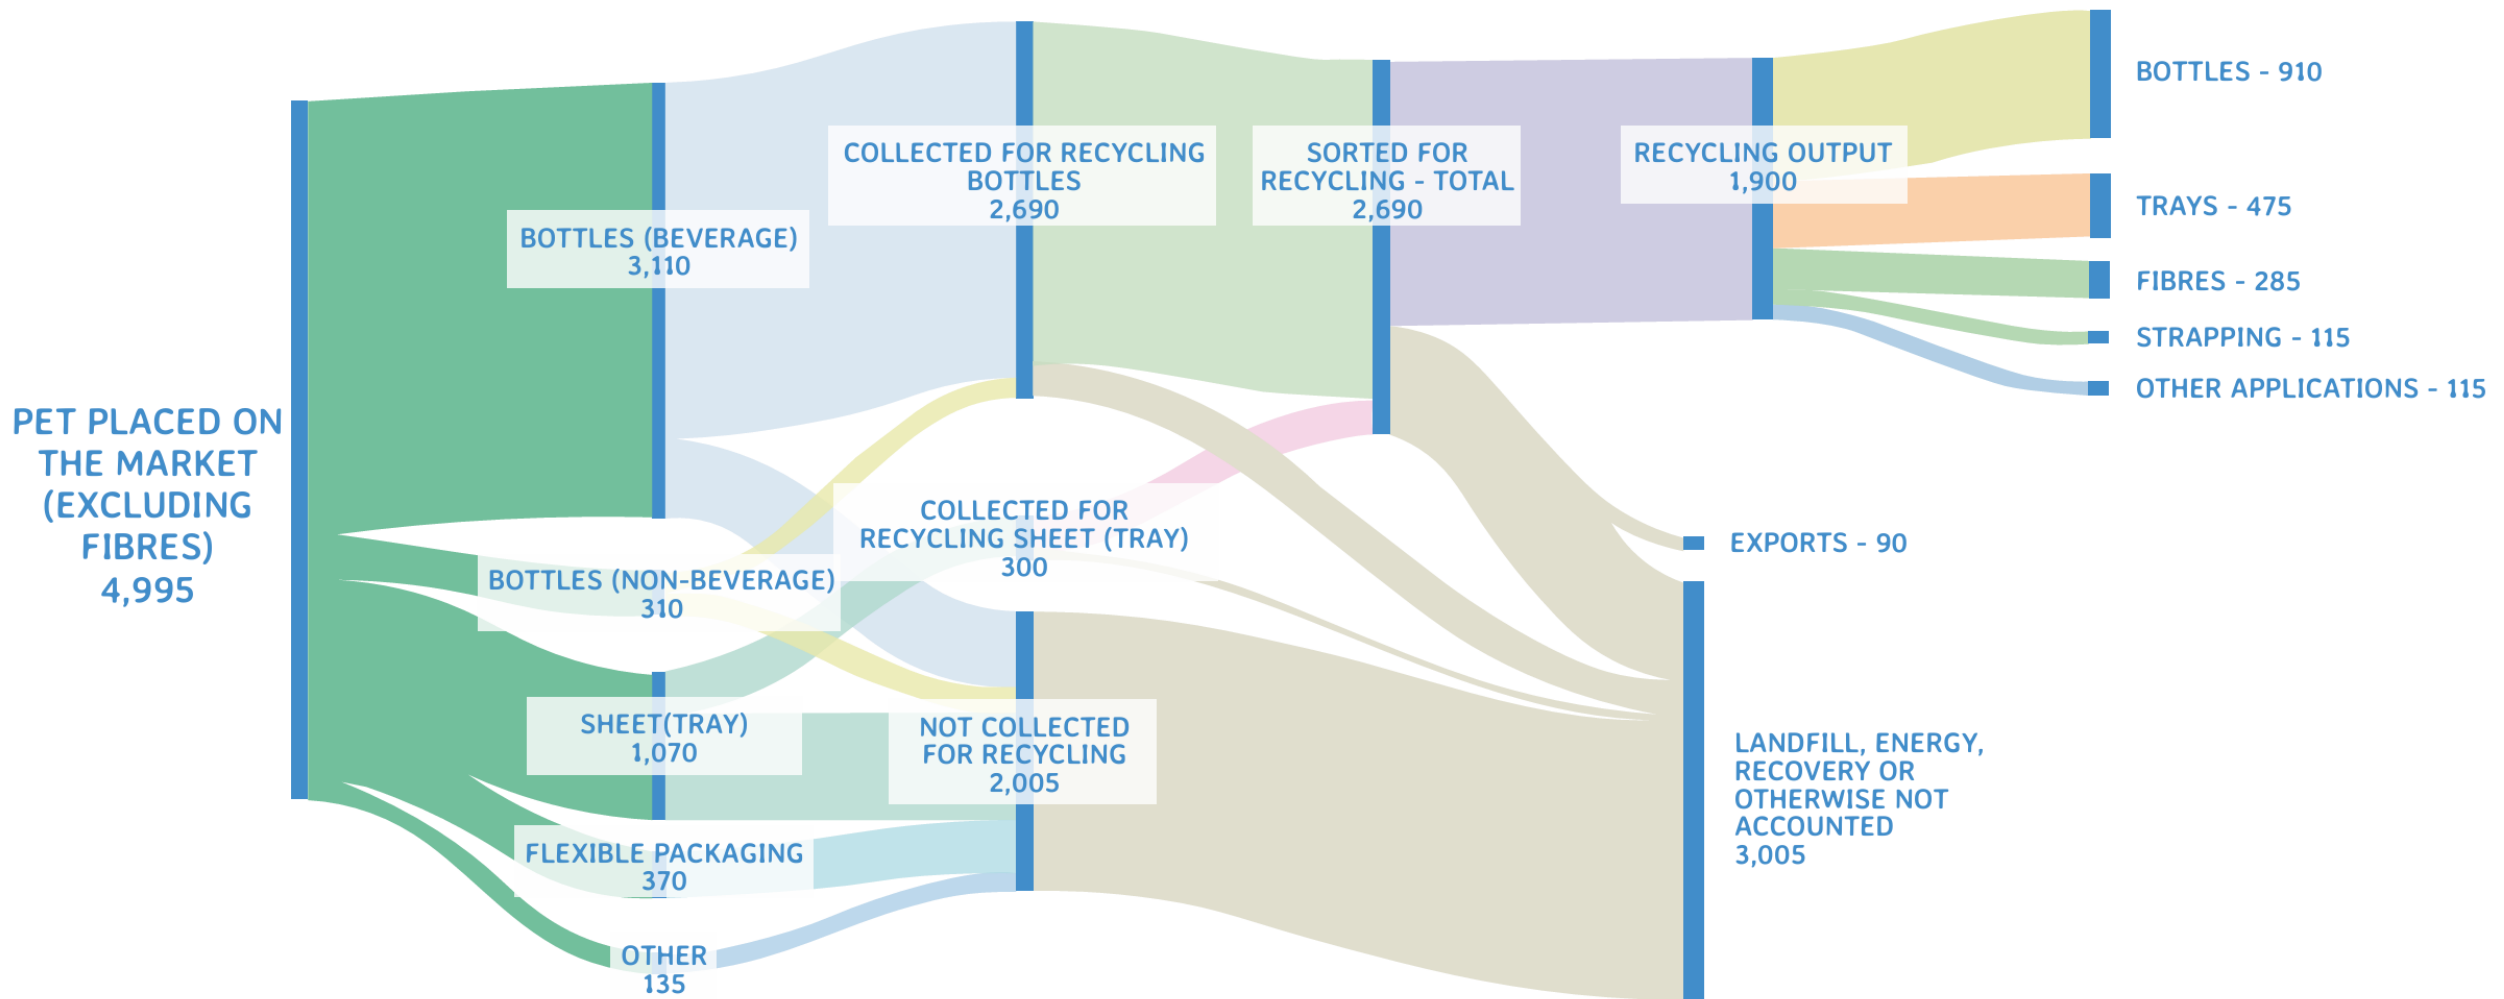 PET PLACED ON
THE MARKET
(EXCLUDING
FIBRES)
4,995
BOTTLES (BEVERAGE)
3,110
BOTTLES (NON-BEVERAGE)
310
SHEET(TRAY)
1,070
FLEXIBLE PACKAGING
370
OTHER
135
COLLECTED FOR RECYCLING
BOTTLES
2,690
COLLECTED FOR
RECYCLING SHEET (TRAY)
300
NOT COLLECTED
FOR RECYCLING
2,005
SORTED FOR
RECYCLING - TOTAL
2,690
RECYCLING OUTPUT
1,900
BOTTLES - 910
TRAYS - 475
FIBRES - 285
STRAPPING - 115
OTHER APPLICATIONS - 115
EXPORTS - 90
LANDFILL, ENERGY,
RECOVERY OR
OTHERWISE NOT
ACCOUNTED
3,005